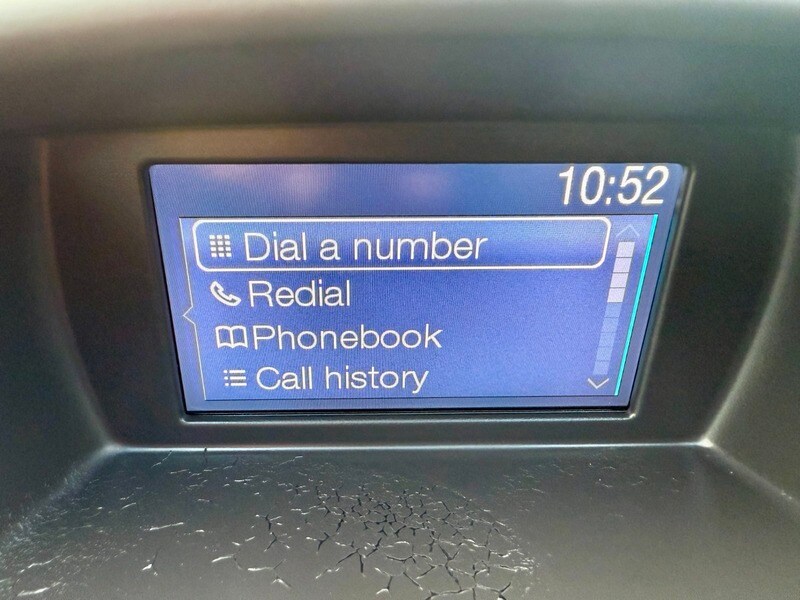 10:52
Dial a number
Redial
Phonebook
Call history